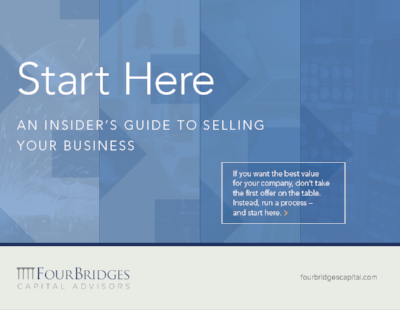 Start Here
AN INSIDER'S GUIDE TO SELLING
YOUR BUSINESS
If you want the best value
for your company, don't take
the first offer on the table.
Instead, run a process –
and start here. >
FOURBRIDGES
CAPITAL ADVISORS
fourbridgescapital.com